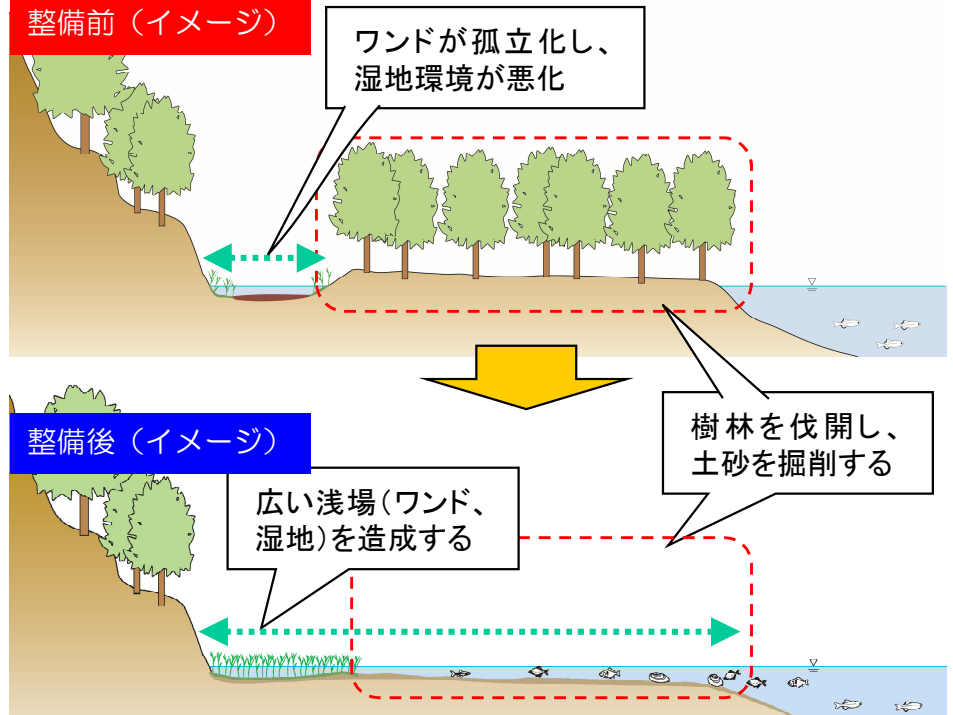 整備前（イメージ）
ワンドが孤立化し、
湿地環境が悪化
樹林を伐開し、
土砂を掘削する
整備後（イメージ）
広い浅場（ワンド、
湿地）を造成する